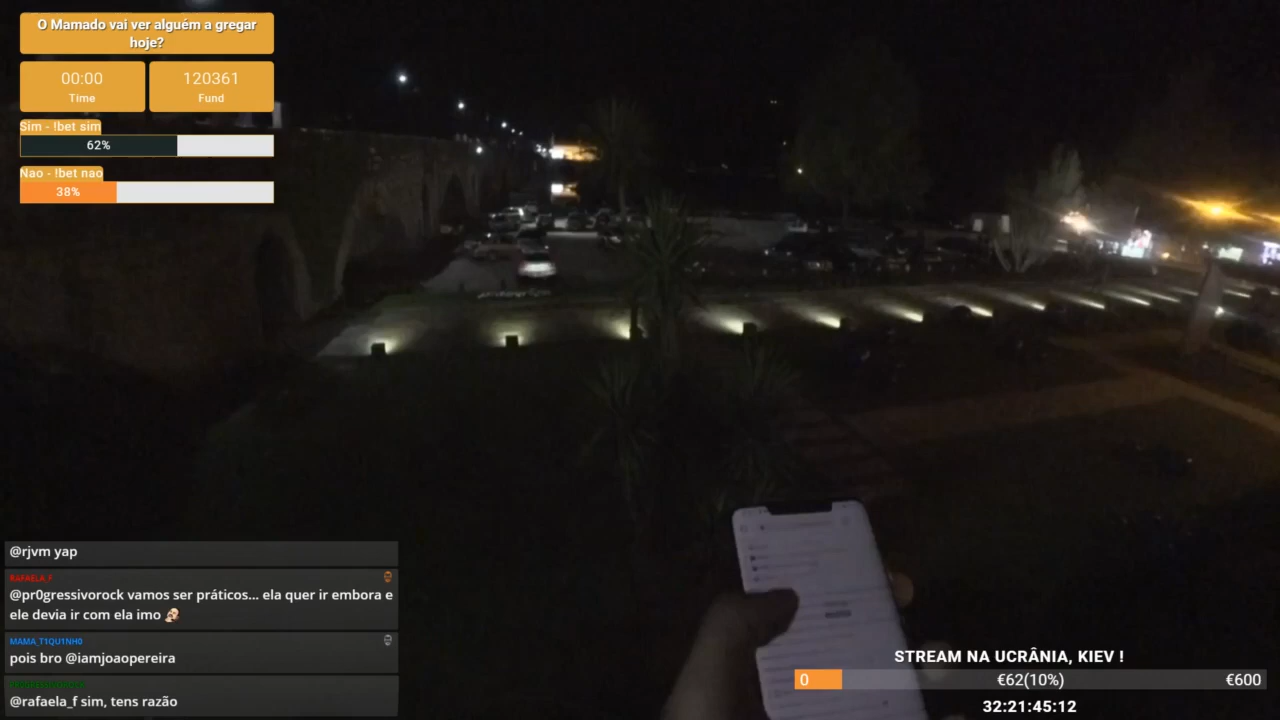 O Mamado vai ver alguém a gregar
hoje?
00:00
Time
120361
Fund
Sim - !bet sim
62%
Nao - !bet nao
38%
@rjvm yap
RAFAELA_F
@pr0gressivorock vamos ser práticos... ela quer ir embora e
ele devia ir com ela imo
MAMA_T1QU1NH0
pois bro @iamjoaopereira
@rafaela_f sim, tens razão
STREAM NA UCRÂNIA, KIEV !
0 €62(10%) €600
32:21:45:12